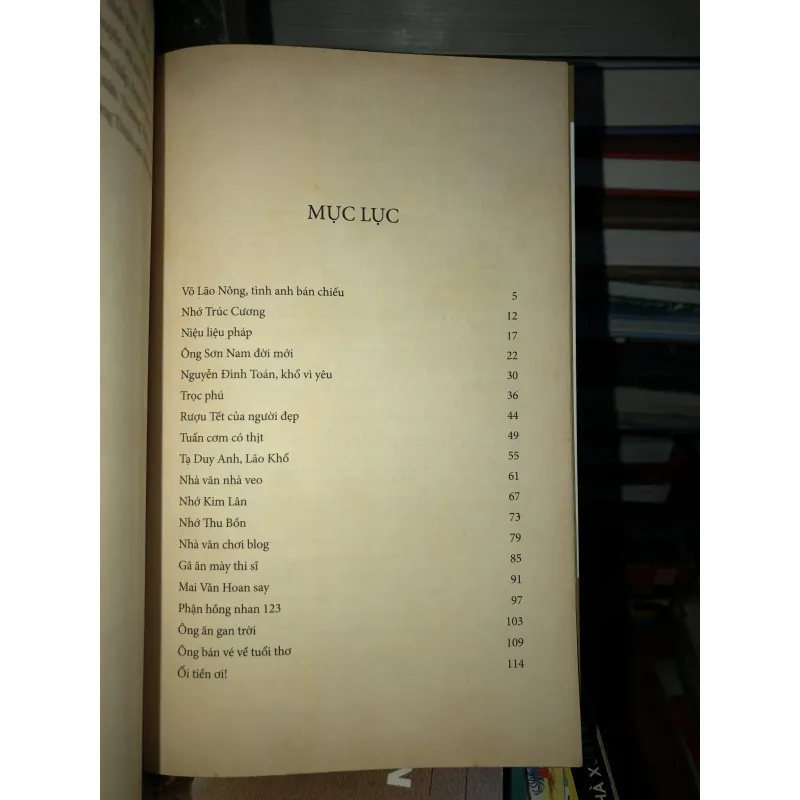 MỤC LỤC
Võ Lão Nông, tình anh bán chiếu 5
Nhớ Trúc Cương 12
Niệu liệu pháp 17
Ông Sơn Nam đời mới 22
Nguyễn Đình Toán, khổ vì yêu 30
Trọc phú 36
Rượu Tết của người đẹp 44
Tuấn cơm có thịt 49
Tạ Duy Anh, Lão Khổ 55
Nhà văn nhà veo 61
Nhớ Kim Lân 67
Nhớ Thu Bồn 73
Nhà văn chơi blog 79
Gã ăn mày thi sĩ 85
Mai Văn Hoan say 91
Phận hồng nhan 123 97
Ông ăn gan trời 103
Ông bán vé về tuổi thơ 109
Ối tiền ơi! 114